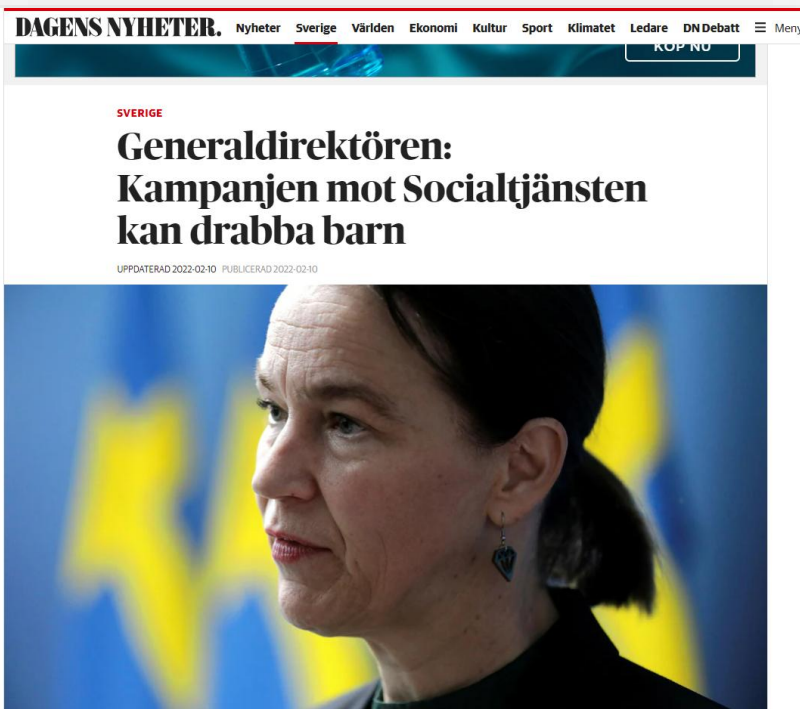 DAGENS NYHETER.
Nyheter Sverige Världen Ekonomi Kultur Sport Klimatet Ledare DN Debatt Meny
KÖP NU
SVERIGE
Generaldirektören:
Kampanjen mot Socialtjänsten
kan drabba barn
UPPDATERAD 2022-02-10 PUBLICERAD 2022-02-10